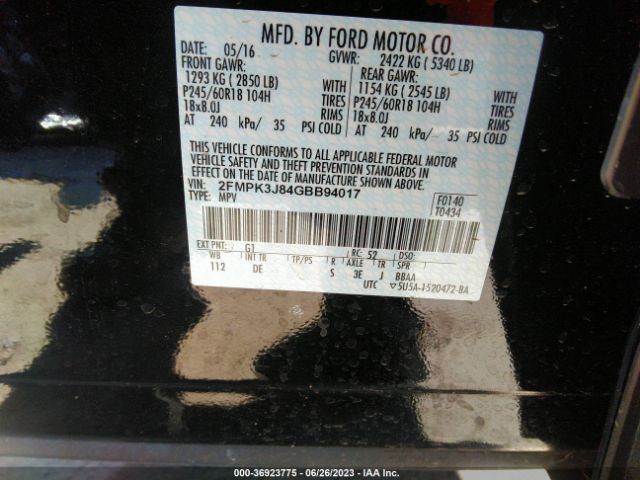 MFD. BY FORD MOTOR CO.
DATE: 05/16 GVWR: 2422 KG ( 5340 LB)
FRONT GAWR: REAR GAWR:
1293 KG ( 2850 LB) WITH 1154 KG ( 2545 LB) WITH
P245/60R18 104H TIRES P245/60R18 104H TIRES
18x8.0J RIMS 18x8.0J RIMS
AT 240 kPa/ 35 PSI COLD AT 240 kPa/ 35 PSI COLD
THIS VEHICLE CONFORMS TO ALL APPLICABLE FEDERAL MOTOR
VEHICLE SAFETY AND THEFT PREVENTION STANDARDS IN
EFFECT ON THE DATE OF MANUFACTURE SHOWN ABOVE.
VIN: 2FMPK3J84GBB94017 F0140
TYPE: MPV T0434
EXT PNT: G1 RC: 52 DSO:
WB INT TR TP/PS R AXLE TR SPR
112 DE S 3E J BBAA
UTC ▽5U5A-1520472-BA
000-36923775 - 06/26/2023 - IAA Inc.